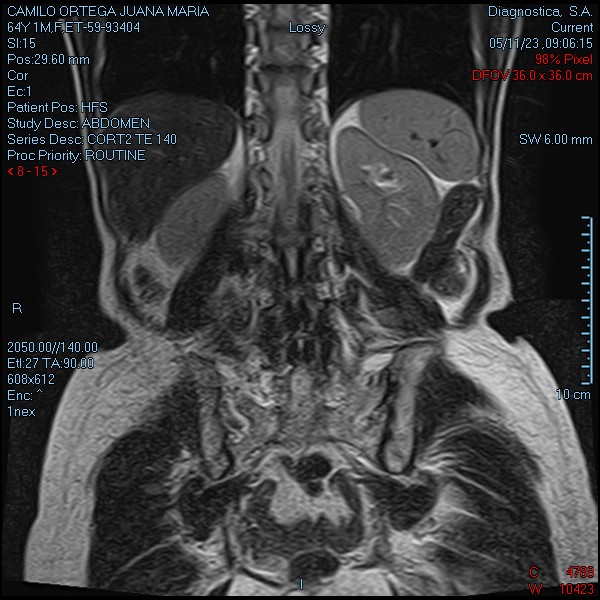 CAMILO ORTEGA JUANA MARIA
64Y 1M,F,ET-59-93404
Sl:15
Pos:29.60 mm
Cor
Ec:1
Patient Pos: HFS
Study Desc: ABDOMEN
Series Desc: CORT2 TE 140
Proc Priority: ROUTINE
< 8 - 15 >
Lossy
Diagnostica, S.A.
Current
05/11/23 ,09:06:15
98% Pixel
DFOV 36.0 x 36.0 cm
SW 6.00 mm
R
2050.00//140.00
Etl:27 TA:90.00
608x612
Enc: ^
1nex
10 cm
I
C 4789
W 10423